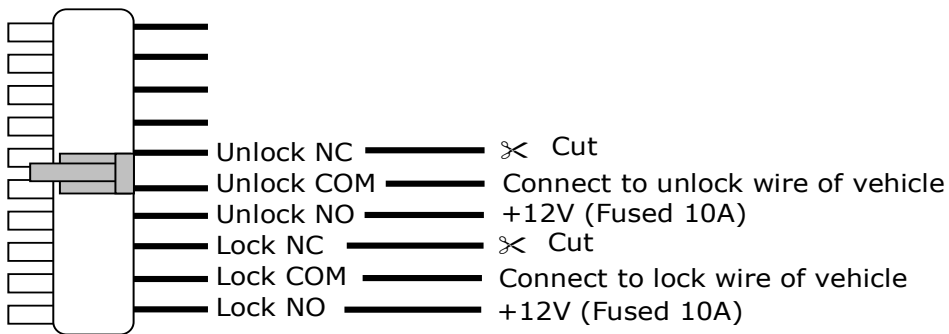 Unlock NC ✂ Cut
Unlock COM Connect to unlock wire of vehicle
Unlock NO +12V (Fused 10A)
Lock NC ✂ Cut
Lock COM Connect to lock wire of vehicle
Lock NO +12V (Fused 10A)